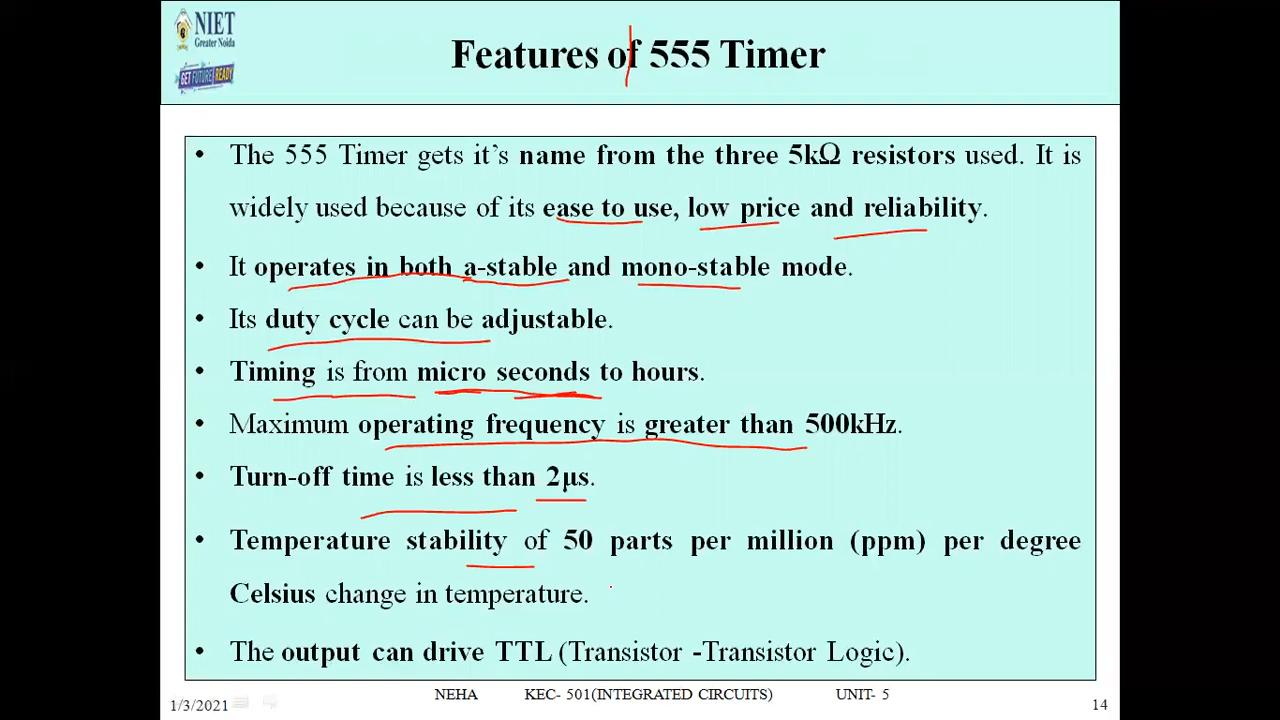 NIET
Greater Noida
GET FUTURE READY
Features of 555 Timer
• The 555 Timer gets it’s name from the three 5kΩ resistors used. It is
widely used because of its ease to use, low price and reliability.
• It operates in both a-stable and mono-stable mode.
• Its duty cycle can be adjustable.
• Timing is from micro seconds to hours.
• Maximum operating frequency is greater than 500kHz.
• Turn-off time is less than 2μs.
• Temperature stability of 50 parts per million (ppm) per degree
Celsius change in temperature.
• The output can drive TTL (Transistor -Transistor Logic).
1/3/2021 NEHA KEC- 501(INTEGRATED CIRCUITS) UNIT- 5 14